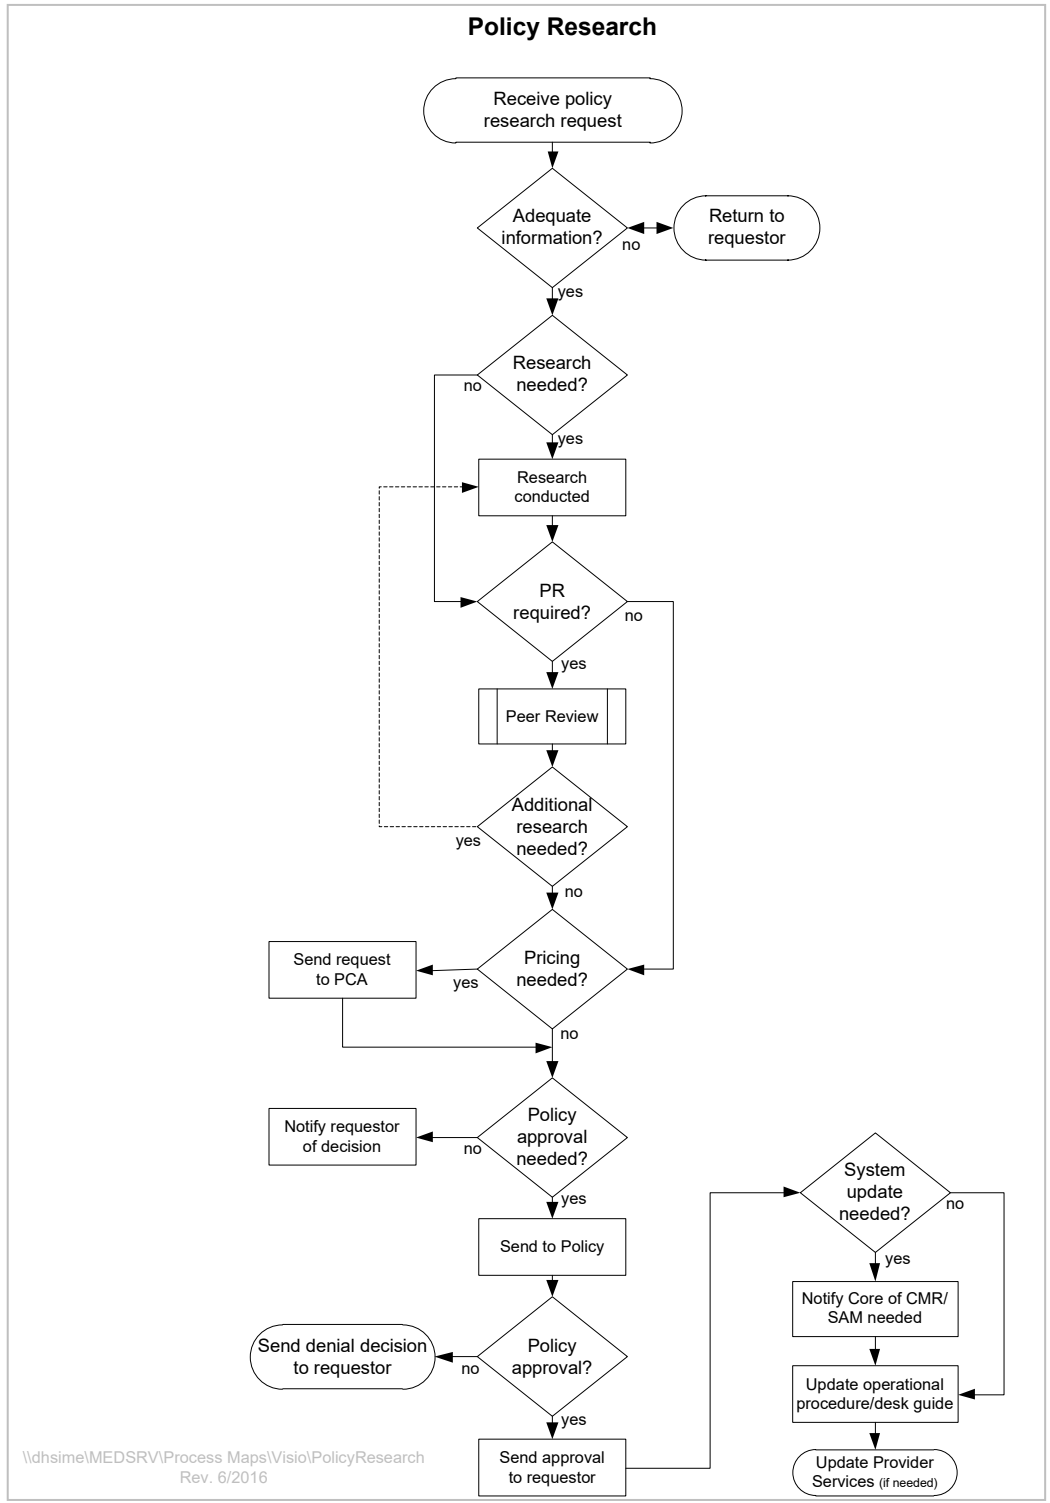 Policy Research
Receive policy
research request
Adequate
information?
no
Return to
requestor
yes
Research
needed?
no
yes
Research
conducted
PR
required?
no
yes
Peer Review
Additional
research
needed?
yes
no
Pricing
needed?
yes
Send request
to PCA
no
Policy
approval
needed?
no
Notify requestor
of decision
yes
Send to Policy
Policy
approval?
no
Send denial decision
to requestor
yes
Send approval
to requestor
System
update
needed?
no
yes
Notify Core of CMR/
SAM needed
Update operational
procedure/desk guide
Update Provider
Services (if needed)
\\dhsime\MEDSRV\Process Maps\Visio\PolicyResearch
Rev. 6/2016